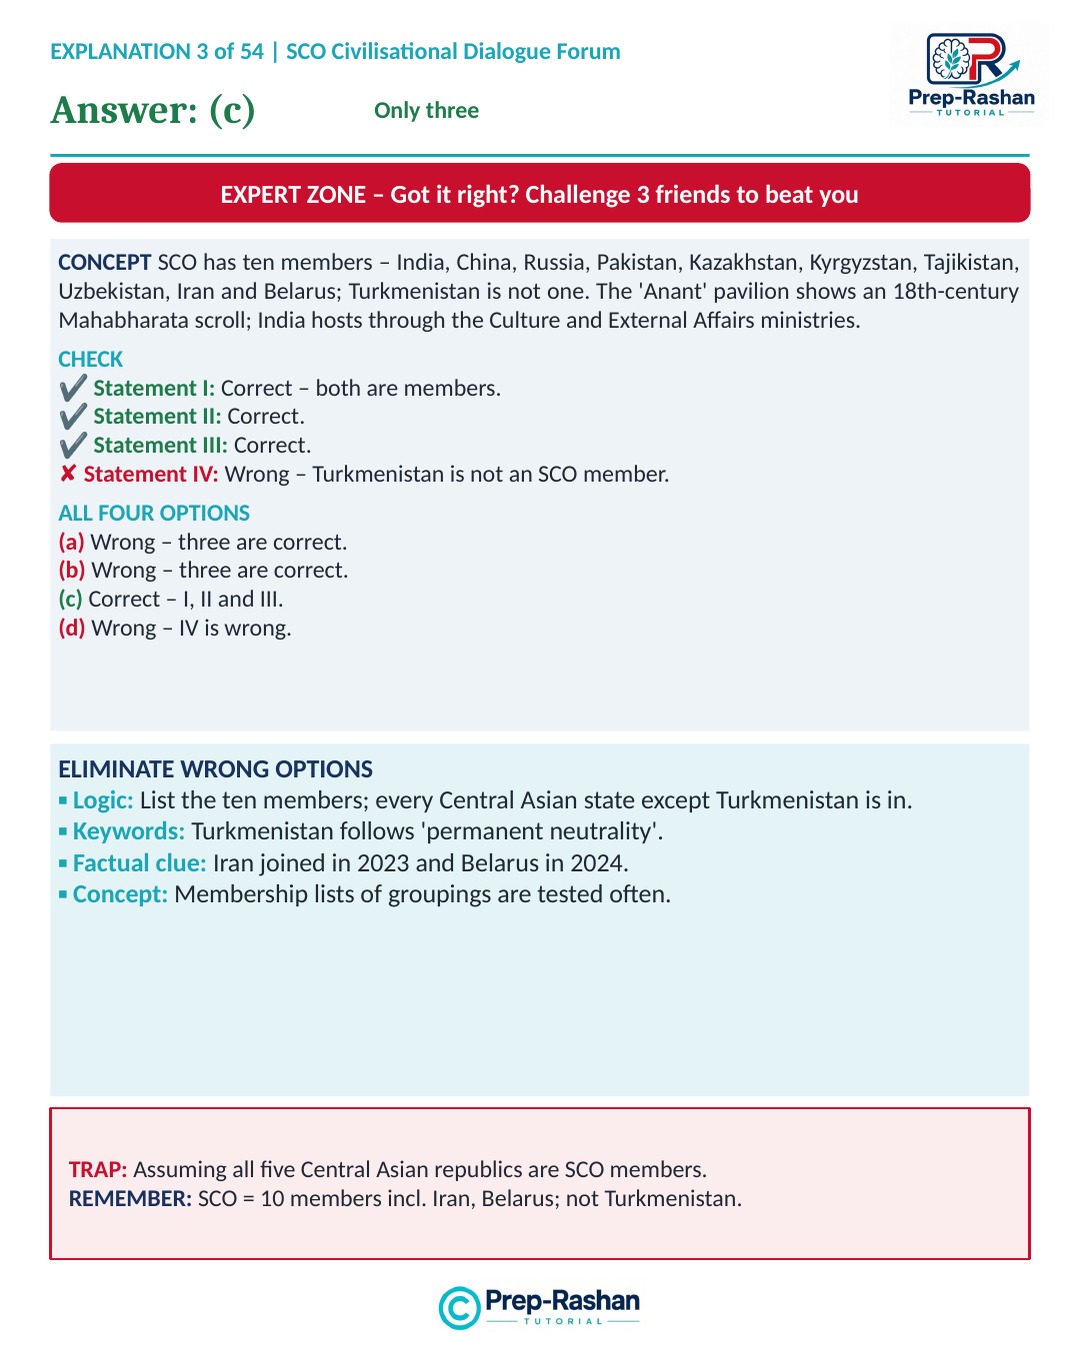 EXPLANATION 3 of 54 | SCO Civilisational Dialogue Forum
Prep-Rashan
TUTORIAL
Answer: (c)
Only three
EXPERT ZONE – Got it right? Challenge 3 friends to beat you
CONCEPT SCO has ten members – India, China, Russia, Pakistan, Kazakhstan, Kyrgyzstan, Tajikistan,
Uzbekistan, Iran and Belarus; Turkmenistan is not one. The 'Anant' pavilion shows an 18th-century
Mahabharata scroll; India hosts through the Culture and External Affairs ministries.
CHECK
✔ Statement I: Correct – both are members.
✔ Statement II: Correct.
✔ Statement III: Correct.
✘ Statement IV: Wrong – Turkmenistan is not an SCO member.
ALL FOUR OPTIONS
(a) Wrong – three are correct.
(b) Wrong – three are correct.
(c) Correct – I, II and III.
(d) Wrong – IV is wrong.
ELIMINATE WRONG OPTIONS
▪ Logic: List the ten members; every Central Asian state except Turkmenistan is in.
▪ Keywords: Turkmenistan follows 'permanent neutrality'.
▪ Factual clue: Iran joined in 2023 and Belarus in 2024.
▪ Concept: Membership lists of groupings are tested often.
TRAP: Assuming all five Central Asian republics are SCO members.
REMEMBER: SCO = 10 members incl. Iran, Belarus; not Turkmenistan.
© Prep-Rashan
TUTORIAL